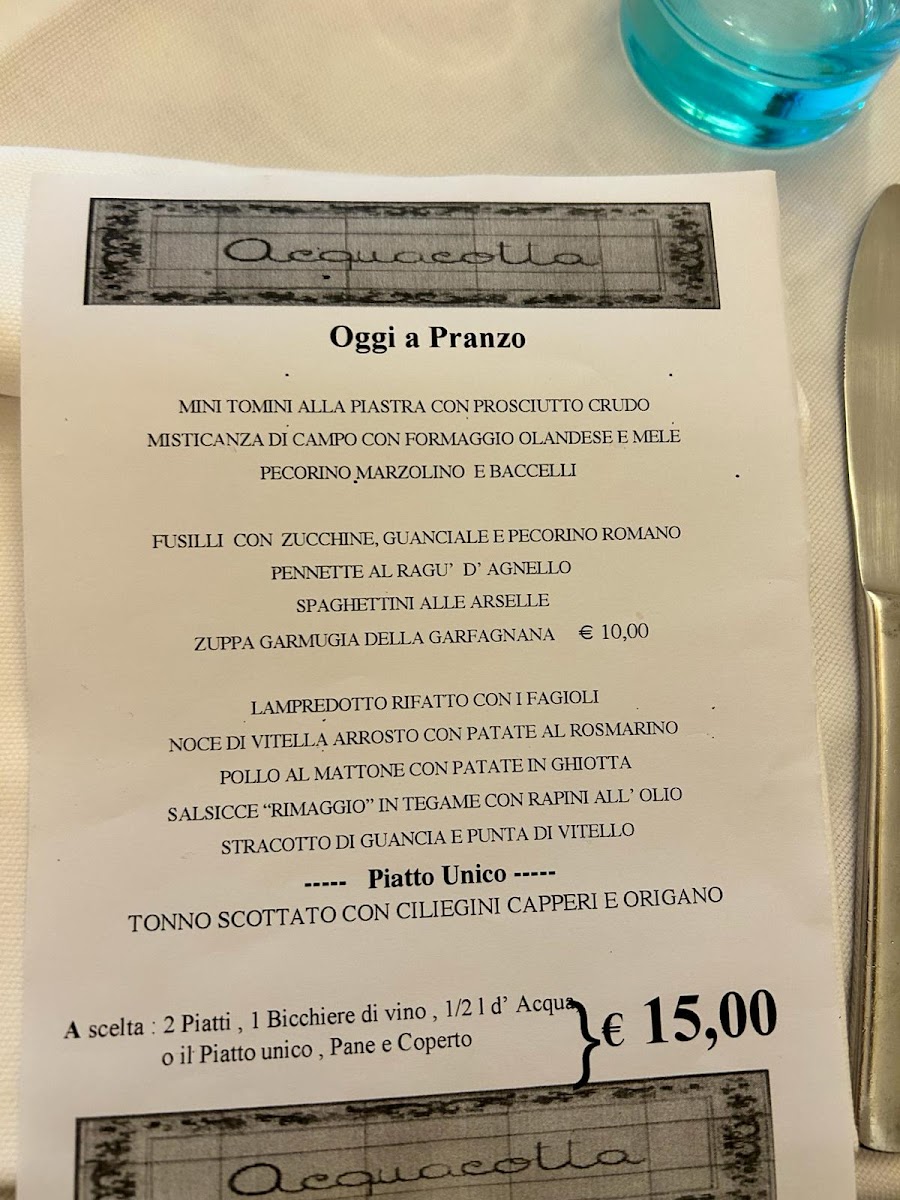 Acquacotta
Oggi a Pranzo
MINI TOMINI ALLA PIASTRA CON PROSCIUTTO CRUDO
MISTICANZA DI CAMPO CON FORMAGGIO OLANDESE E MELE
PECORINO MARZOLINO E BACCELLI
FUSILLI CON ZUCCHINE, GUANCIALE E PECORINO ROMANO
PENNETTE AL RAGU' D' AGNELLO
SPAGHETTINI ALLE ARSELLE
ZUPPA GARMUGIA DELLA GARFAGNANA € 10,00
LAMPREDOTTO RIFATTO CON I FAGIOLI
NOCE DI VITELLA ARROSTO CON PATATE AL ROSMARINO
POLLO AL MATTONE CON PATATE IN GHIOTTA
SALSICCE “RIMAGGIO” IN TEGAME CON RAPINI ALL' OLIO
STRACOTTO DI GUANCIA E PUNTA DI VITELLO
----- Piatto Unico -----
TONNO SCOTTATO CON CILIEGINI CAPPERI E ORIGANO
A scelta : 2 Piatti , 1 Bicchiere di vino , 1/2 l d' Acqua
o il Piatto unico , Pane e Coperto
} € 15,00
Acquacotta